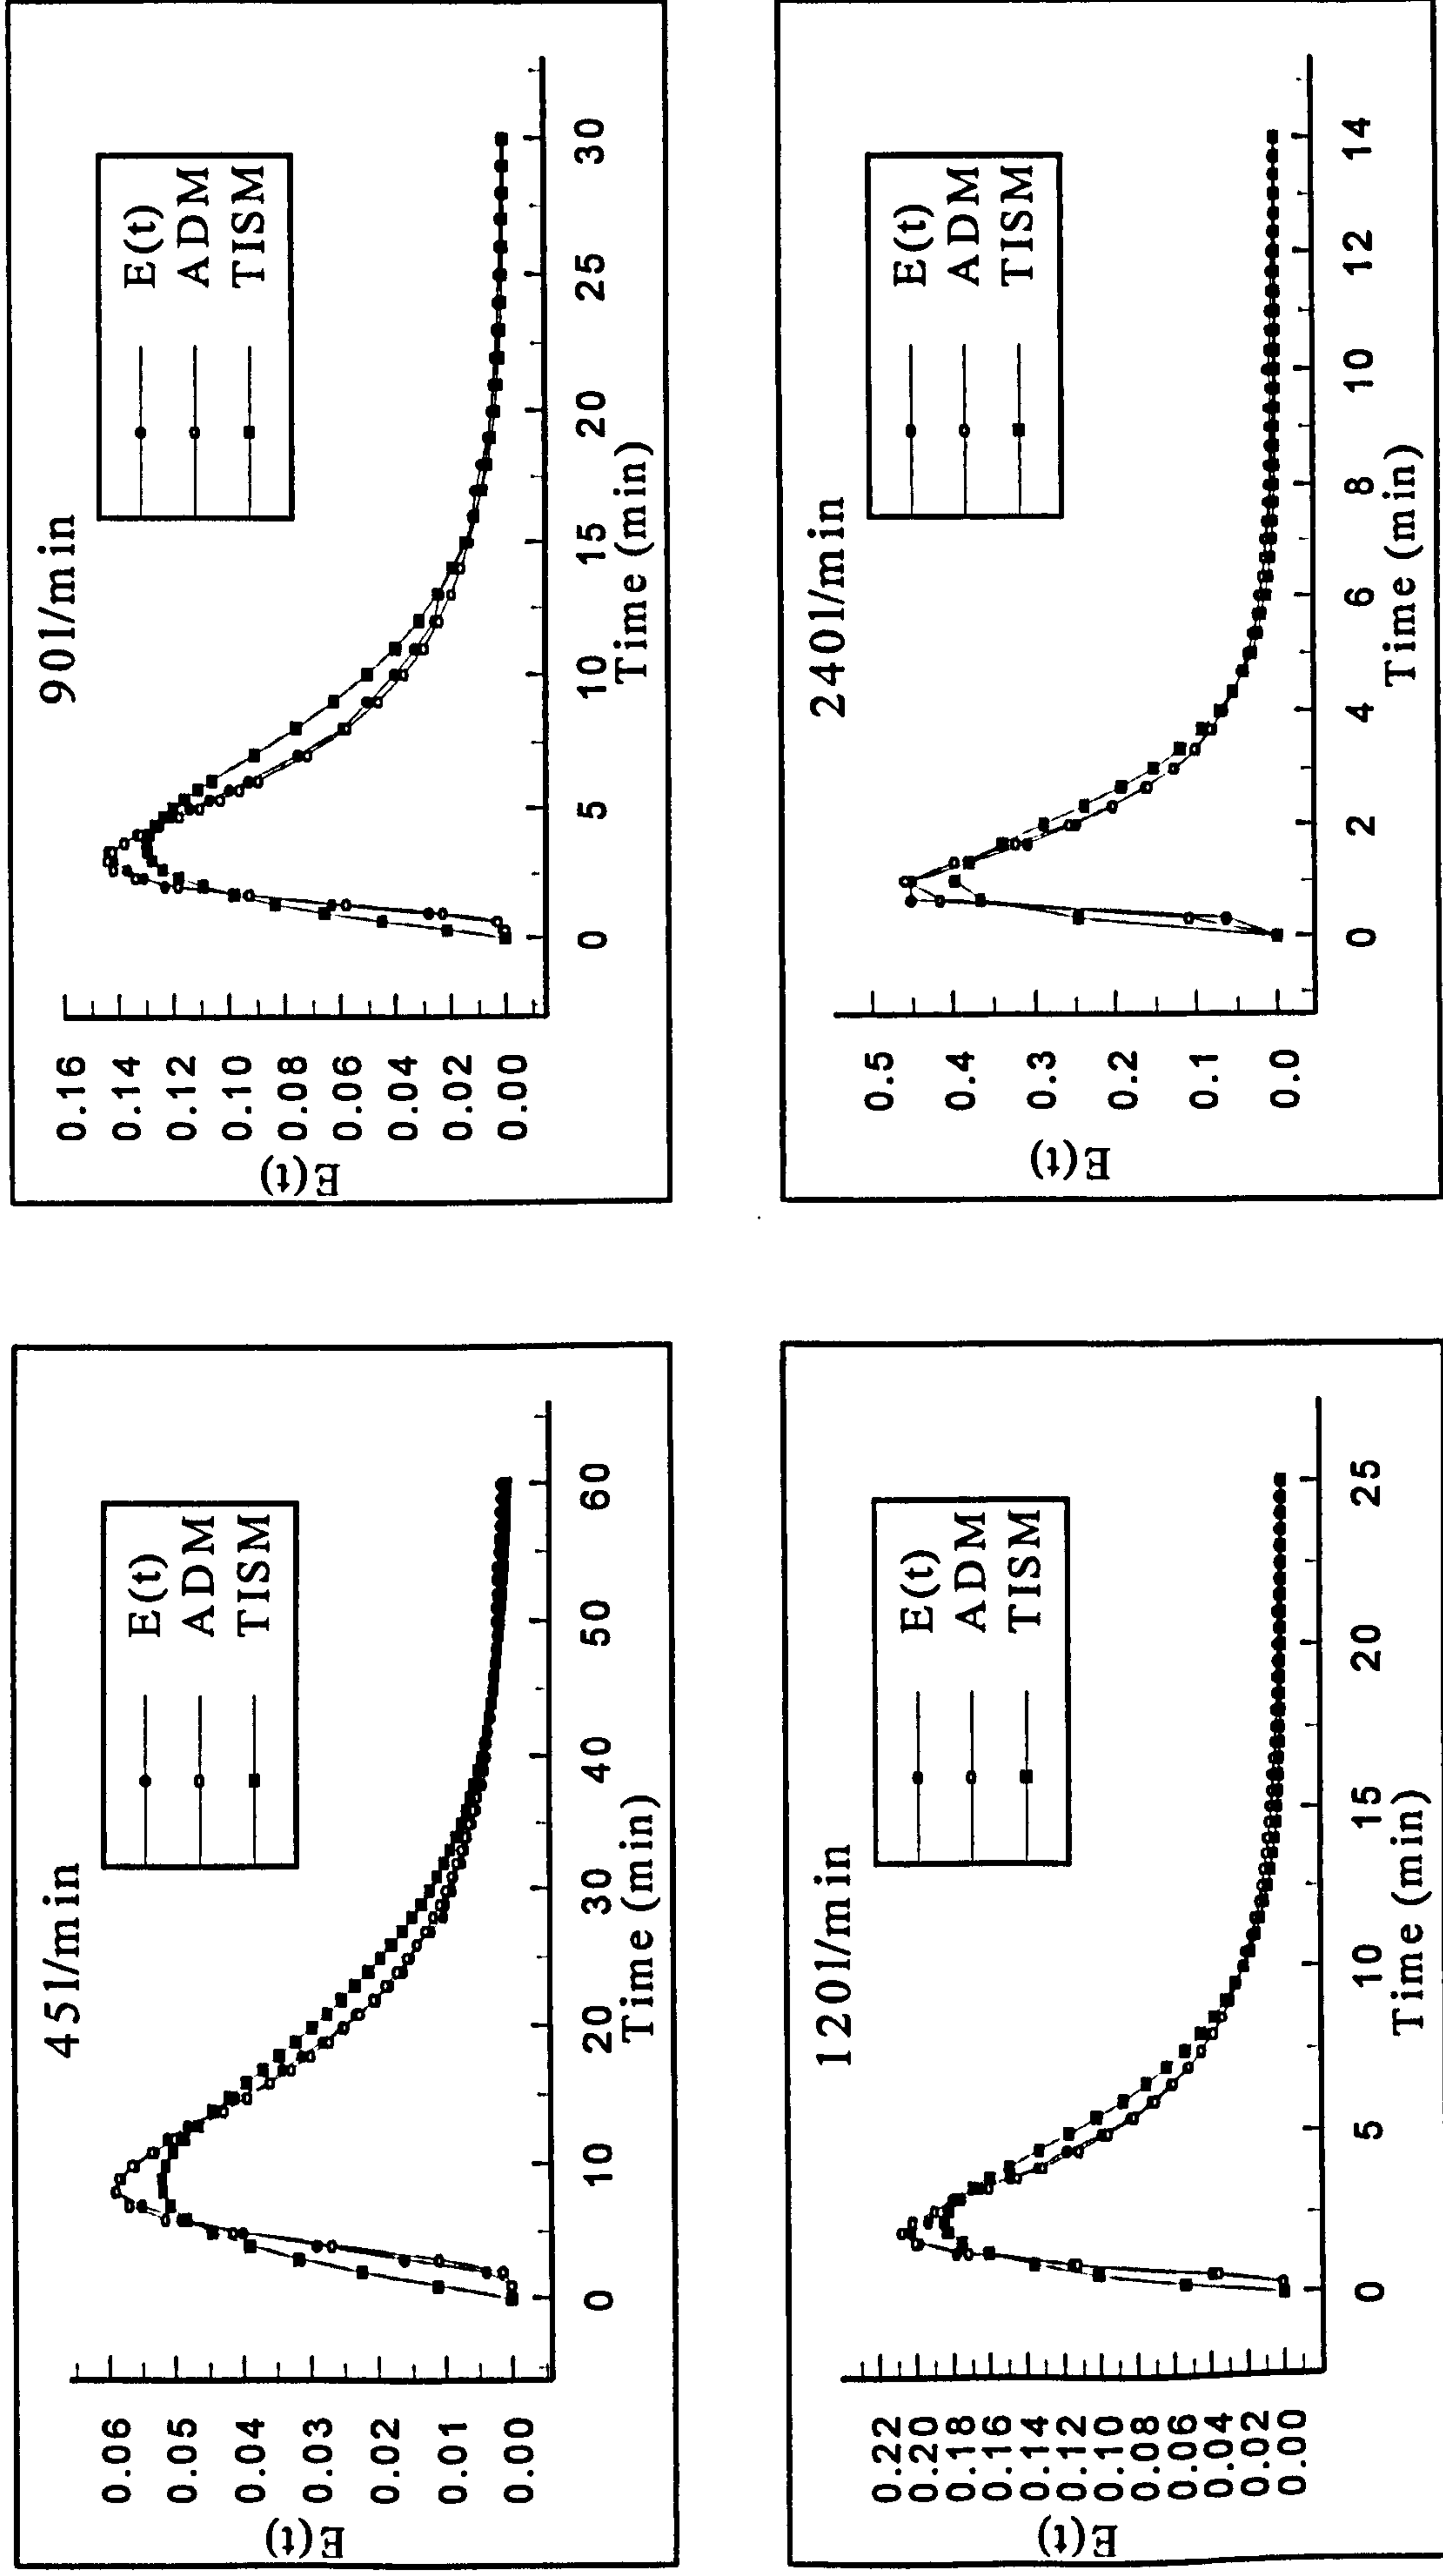 45l/min
E(t)
ADM
TISM
E(t)
0.06
0.05
0.04
0.03
0.02
0.01
0.00
0 10 20 30 40 50 60
Time (min)
90l/min
E(t)
ADM
TISM
E(t)
0.16
0.14
0.12
0.10
0.08
0.06
0.04
0.02
0.00
0 5 10 15 20 25 30
Time (min)
120l/min
E(t)
ADM
TISM
E(t)
0.22
0.20
0.18
0.16
0.14
0.12
0.10
0.08
0.06
0.04
0.02
0.00
0 5 10 15 20 25
Time (min)
240l/min
E(t)
ADM
TISM
E(t)
0.5
0.4
0.3
0.2
0.1
0.0
0 2 4 6 8 10 12 14
Time (min)